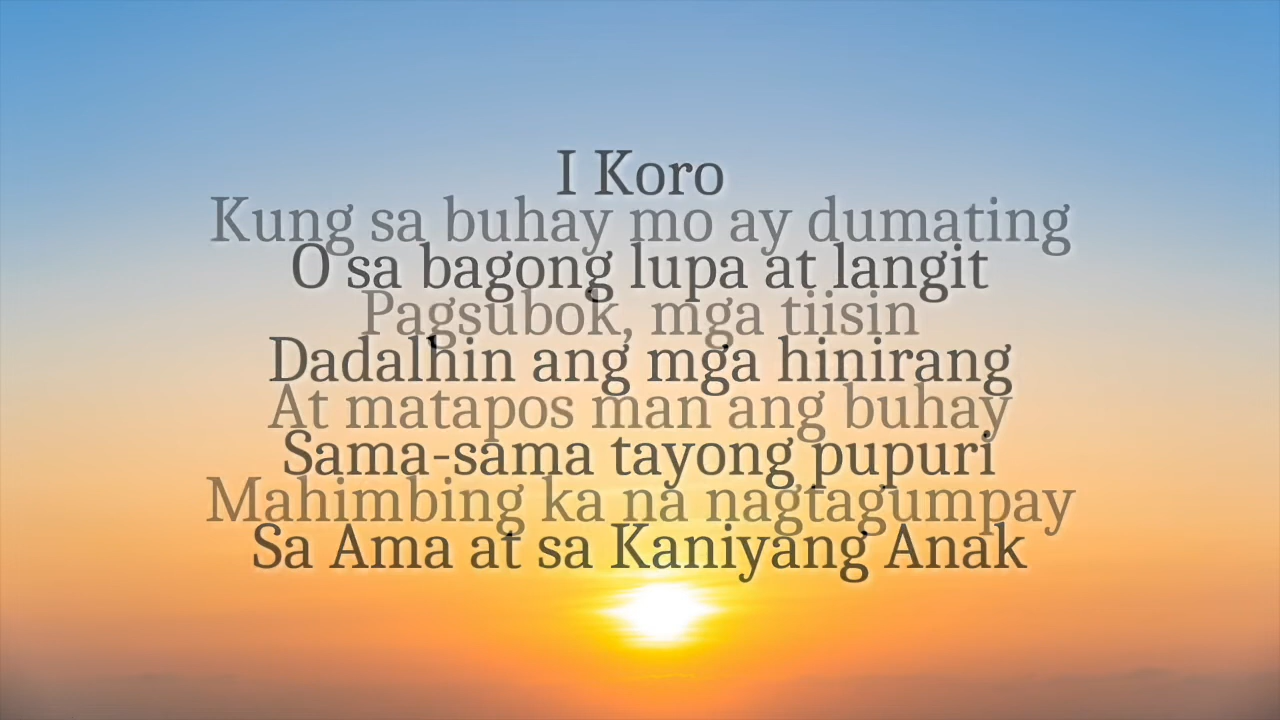 I Koro
Kung sa buhay mo ay dumating
O sa bagong lupa at langit
Pagsubok, mga tiisin
Dadalhin ang mga hinirang
At matapos man ang buhay
Sama-sama tayong pupuri
Mahimbing ka na nagtagumpay
Sa Ama at sa Kaniyang Anak